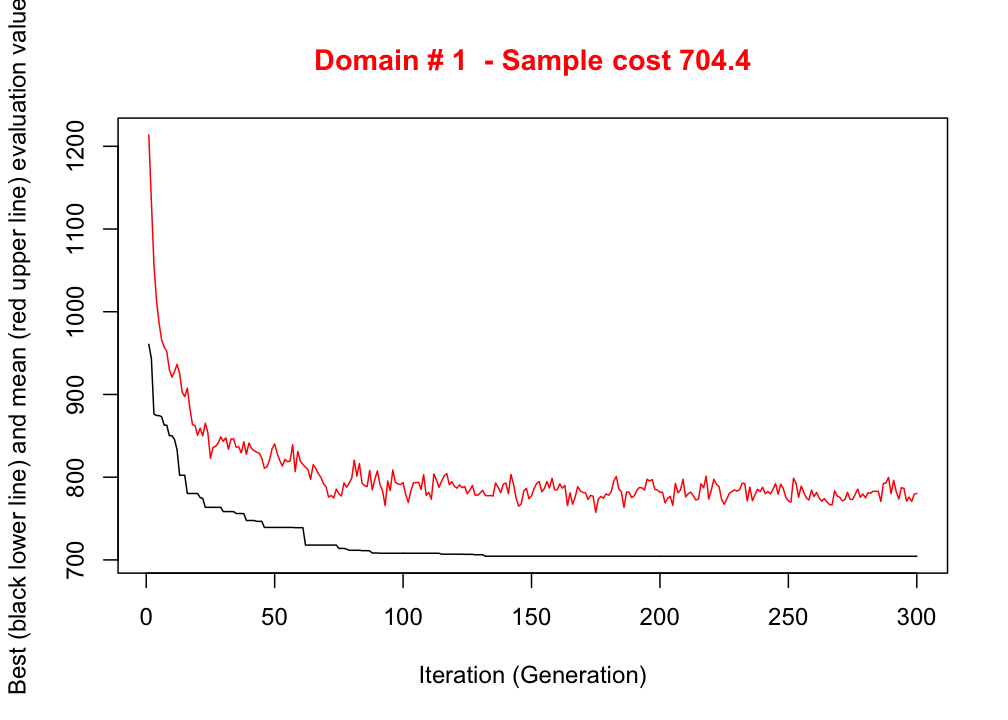 Domain # 1  - Sample cost 704.4
Best (black lower line) and mean (red upper line) evaluation value
1200
1100
1000
900
800
700
0 50 100 150 200 250 300
Iteration (Generation)